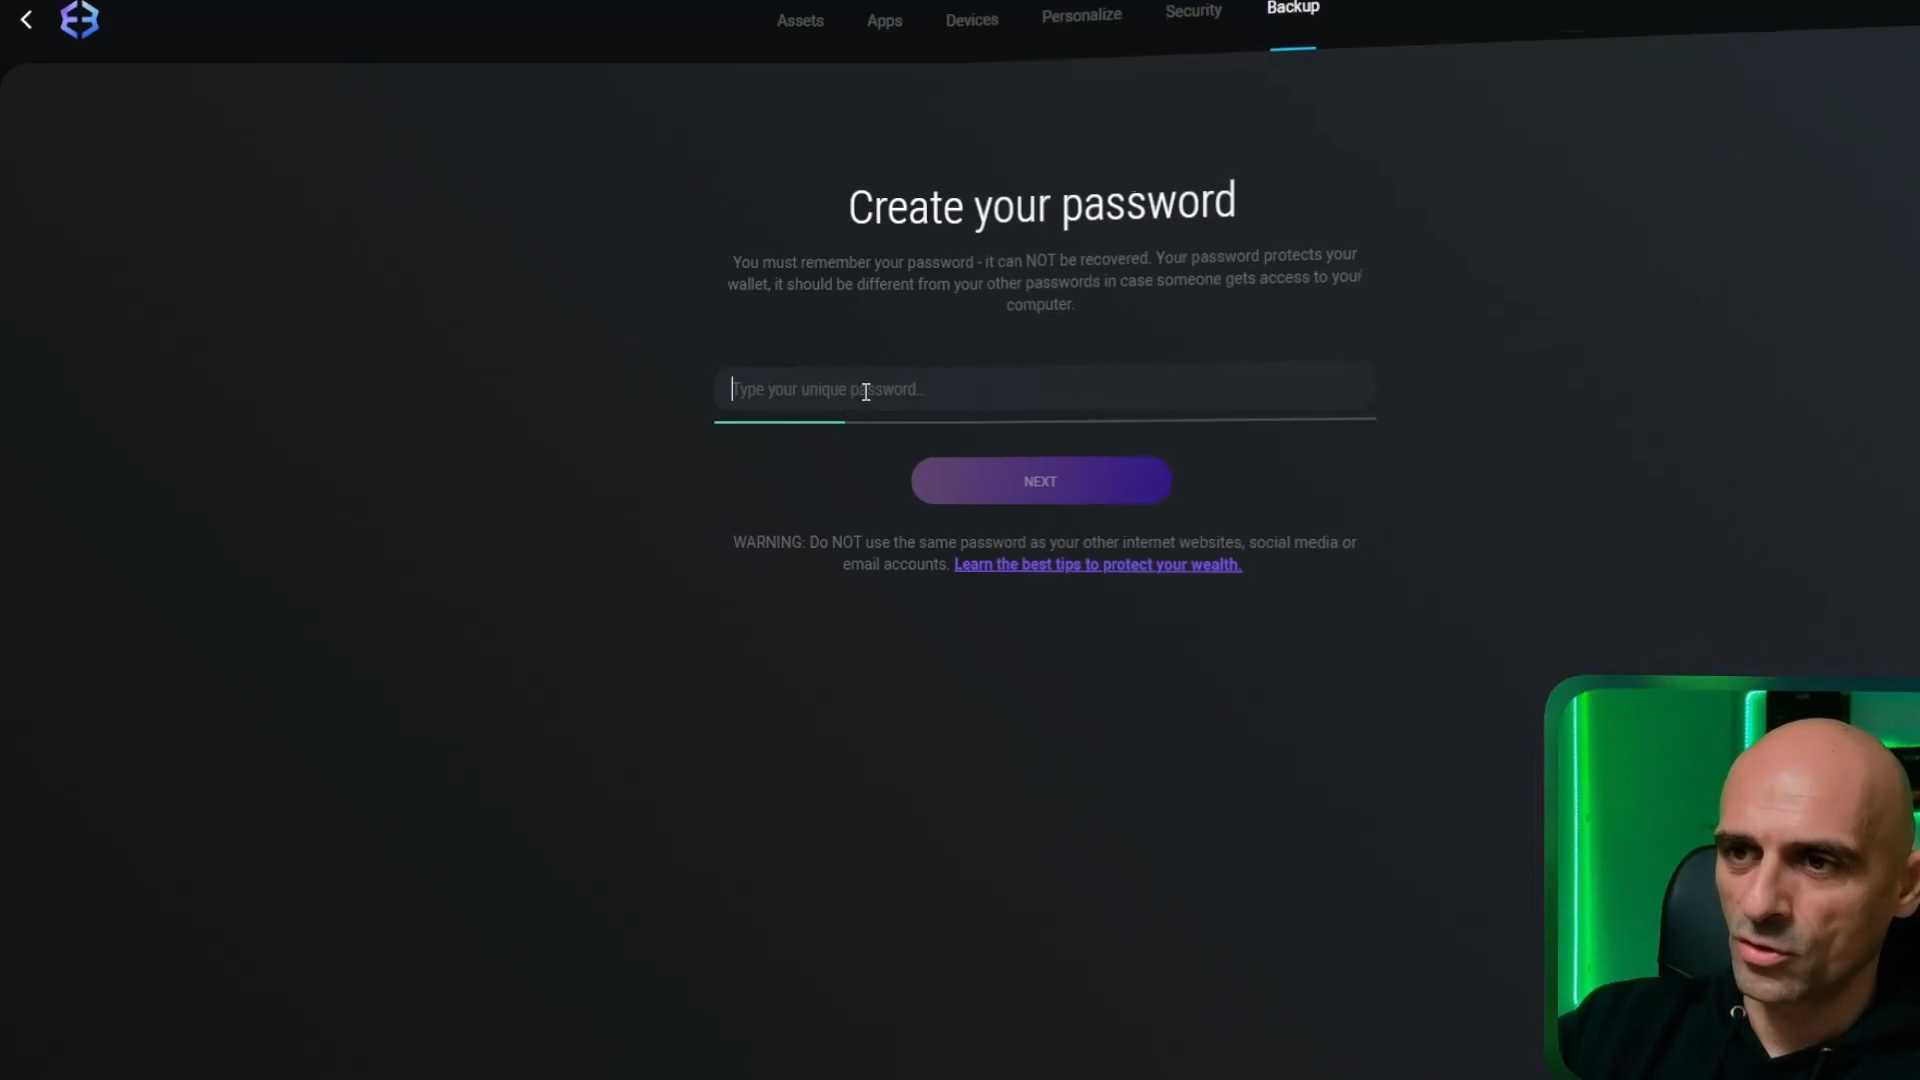 Assets Apps Devices Personalize Security Backup
Create your password
You must remember your password - it can NOT be recovered. Your password protects your
wallet, it should be different from your other passwords in case someone gets access to your
computer.
Type your unique password...
NEXT
WARNING: Do NOT use the same password as your other internet websites, social media or
email accounts. Learn the best tips to protect your wealth.